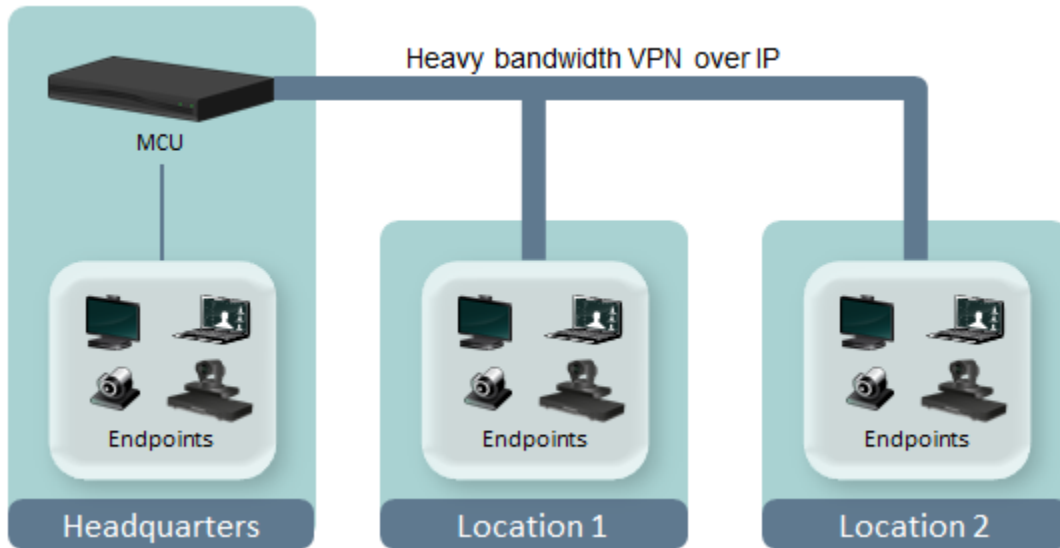 Heavy bandwidth VPN over IP
MCU
Endpoints
Endpoints
Endpoints
Headquarters
Location 1
Location 2